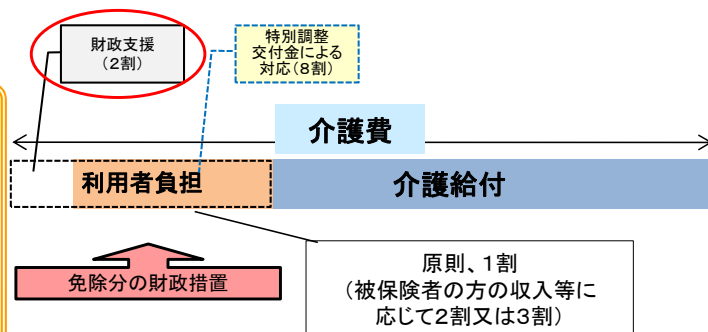 財政支援
（2割）
特別調整
交付金による
対応（8割）
介護費
利用者負担
介護給付
免除分の財政措置
原則、1割
（被保険者の方の収入等に
応じて2割又は3割）